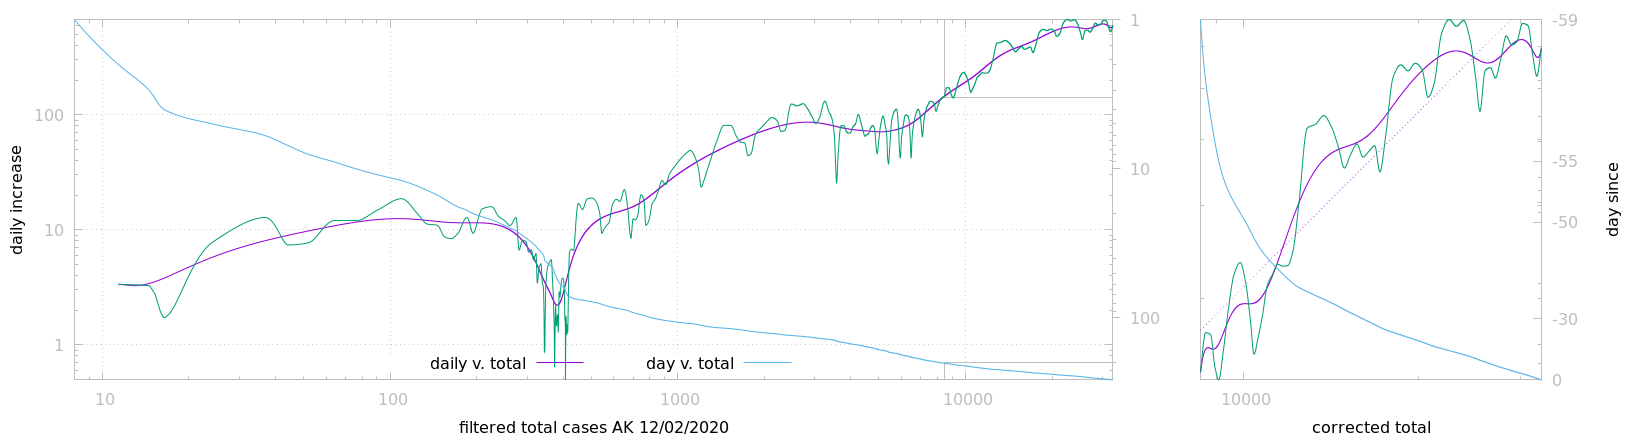 daily increase
100
10
1
10
100
1000
10000
1
10
100
daily v. total
day v. total
filtered total cases AK 12/02/2020
10000
-59
-55
-50
-30
0
day since
corrected total